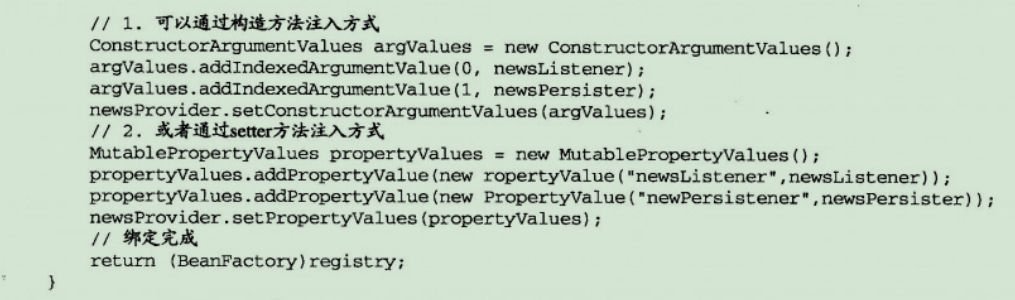 // 1. 可以通过构造方法注入方式
ConstructorArgumentValues argValues = new ConstructorArgumentValues();
argValues.addIndexedArgumentValue(0, newsListener);
argValues.addIndexedArgumentValue(1, newsPersister);
newsProvider.setConstructorArgumentValues(argValues);
// 2. 或者通过setter方法注入方式
MutablePropertyValues propertyValues = new MutablePropertyValues();
propertyValues.addPropertyValue(new ropertyValue("newsListener",newsListener));
propertyValues.addPropertyValue(new PropertyValue("newPersistener",newsPersister));
newsProvider.setPropertyValues(propertyValues);
// 绑定完成
return (BeanFactory)registry;
}